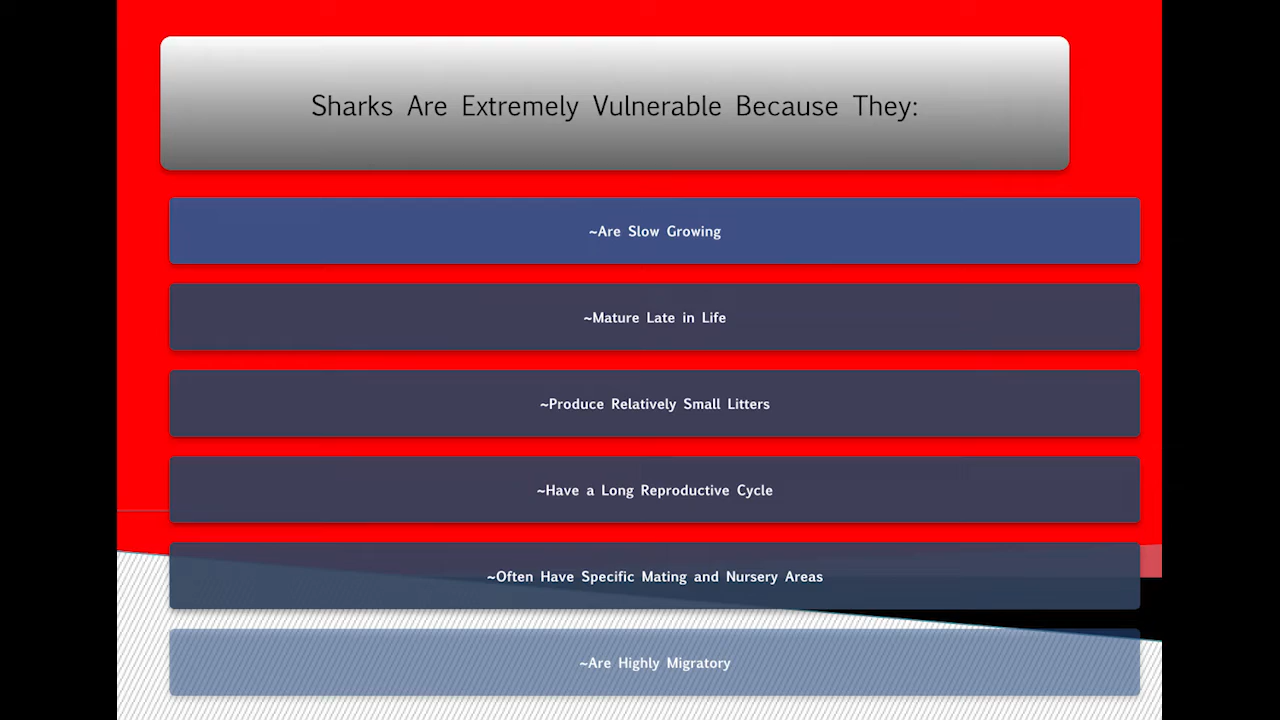 Sharks Are Extremely Vulnerable Because They:
~Are Slow Growing
~Mature Late in Life
~Produce Relatively Small Litters
~Have a Long Reproductive Cycle
~Often Have Specific Mating and Nursery Areas
~Are Highly Migratory